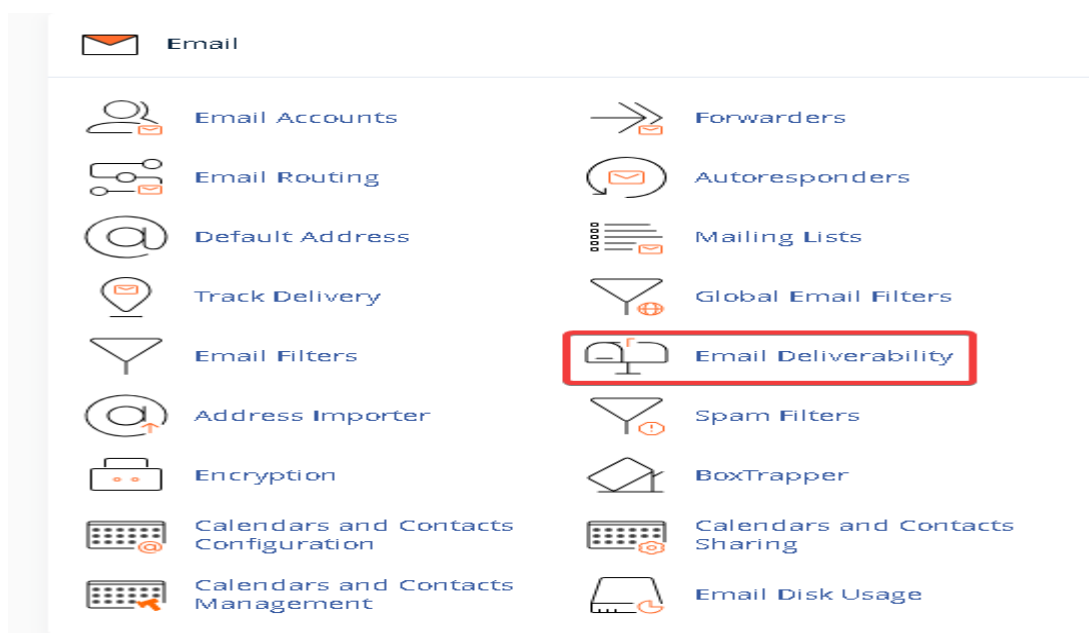 Email
Email Accounts
Forwarders
Email Routing
Autoresponders
Default Address
Mailing Lists
Track Delivery
Global Email Filters
Email Filters
Email Deliverability
Address Importer
Spam Filters
Encryption
BoxTrapper
Calendars and Contacts
Configuration
Calendars and Contacts
Sharing
Calendars and Contacts
Management
Email Disk Usage